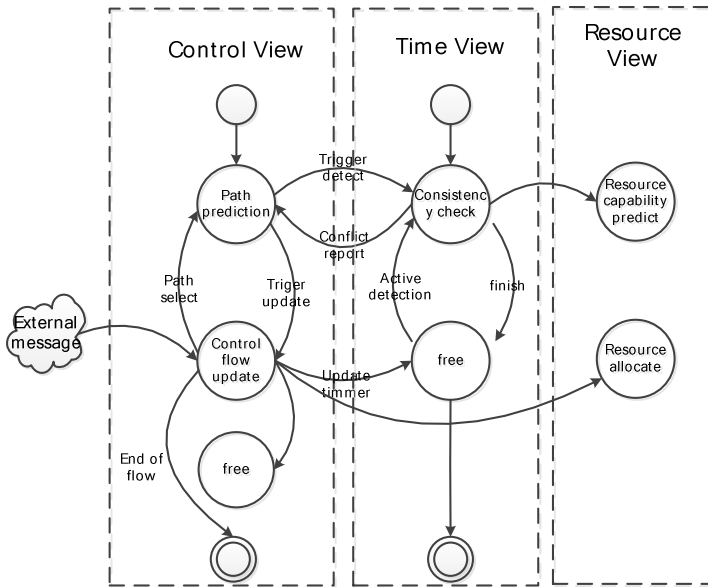 Control View
Time View
Resource
View
Trigger
detect
Path
prediction
Consistenc
y check
Resource
capability
predict
Conflict
report
Path
select
Triger
update
Active
detection
finish
External
message
Control
flow
update
free
Resource
allocate
Update
timmer
End of
flow
free